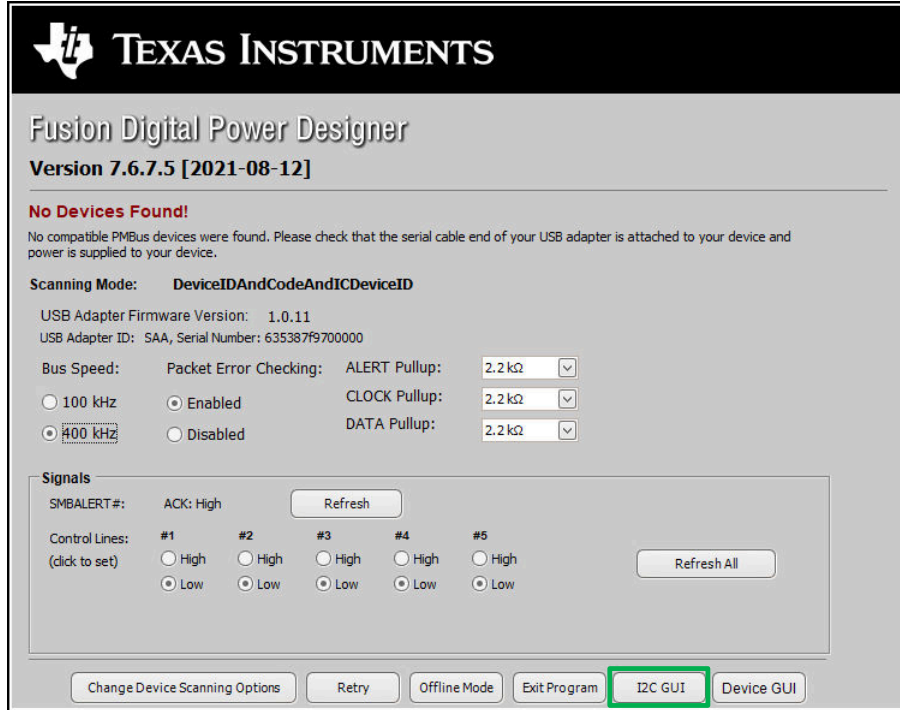 TEXAS INSTRUMENTS
Fusion Digital Power Designer
Version 7.6.7.5 [2021-08-12]
No Devices Found!
No compatible PMBus devices were found. Please check that the serial cable end of your USB adapter is attached to your device and
power is supplied to your device.
Scanning Mode: DeviceIDAndCodeAndICDeviceID
USB Adapter Firmware Version: 1.0.11
USB Adapter ID: SAA, Serial Number: 635387f9700000
Bus Speed: Packet Error Checking: ALERT Pullup: 2.2 kΩ
100 kHz Enabled CLOCK Pullup: 2.2 kΩ
400 kHz Disabled DATA Pullup: 2.2 kΩ
Signals
SMBALERT#: ACK: High Refresh
Control Lines: #1 #2 #3 #4 #5
(click to set) High High High High High Refresh All
Low Low Low Low Low
Change Device Scanning Options Retry Offline Mode Exit Program I2C GUI Device GUI